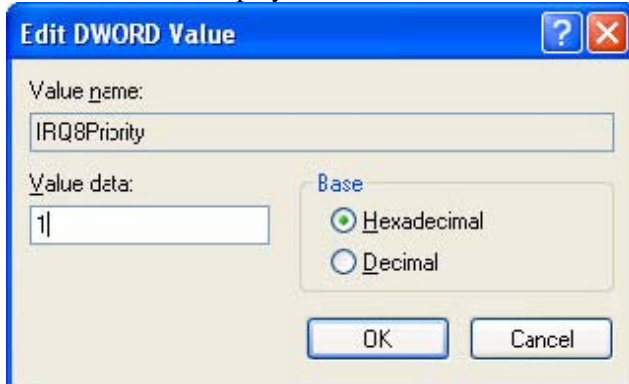 Edit DWORD Value
Value name:
IRQ8Priority
Value data:
1
Base
Hexadecimal
Decimal
OK
Cancel